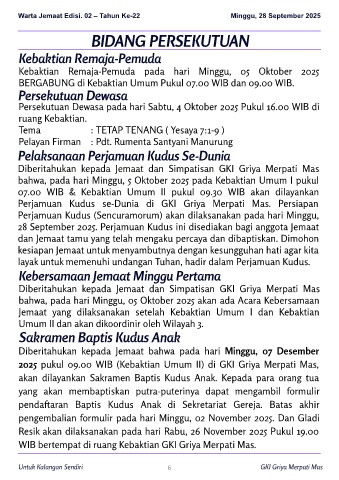 Warta Jemaat Edisi. 02 – Tahun Ke-22 Minggu, 28 September 2025
BIDANG PERSEKUTUAN
Kebaktian Remaja-Pemuda
Kebaktian Remaja-Pemuda pada hari Minggu, 05 Oktober 2025
BERGABUNG di Kebaktian Umum Pukul 07.00 WIB dan 09.00 WIB.
Persekutuan Dewasa
Persekutuan Dewasa pada hari Sabtu, 4 Oktober 2025 Pukul 16.00 WIB di
ruang Kebaktian.
Tema : TETAP TENANG ( Yesaya 7:1-9 )
Pelayan Firman : Pdt. Rumenta Santyani Manurung
Pelaksanaan Perjamuan Kudus Se-Dunia
Diberitahukan kepada Jemaat dan Simpatisan GKI Griya Merpati Mas
bahwa, pada hari Minggu, 5 Oktober 2025 pada Kebaktian Umum I pukul
07.00 WIB & Kebaktian Umum II pukul 09.30 WIB akan dilayankan
Perjamuan Kudus se-Dunia di GKI Griya Merpati Mas. Persiapan
Perjamuan Kudus (Sencuramorum) akan dilaksanakan pada hari Minggu,
28 September 2025. Perjamuan Kudus ini disediakan bagi anggota Jemaat
dan Jemaat tamu yang telah mengaku percaya dan dibaptiskan. Dimohon
kesiapan Jemaat untuk menyambutnya dengan kesungguhan hati agar kita
layak untuk memenuhi undangan Tuhan, hadir dalam Perjamuan Kudus.
Kebersamaan Jemaat Minggu Pertama
Diberitahukan kepada Jemaat dan Simpatisan GKI Griya Merpati Mas
bahwa, pada hari Minggu, 05 Oktober 2025 akan ada Acara Kebersamaan
Jemaat yang dilaksanakan setelah Kebaktian Umum I dan Kebaktian
Umum II dan akan dikoordinir oleh Wilayah 3.
Sakramen Baptis Kudus Anak
Diberitahukan kepada Jemaat bahwa pada hari Minggu, 07 Desember
2025 pukul 09.00 WIB (Kebaktian Umum II) di GKI Griya Merpati Mas,
akan dilayankan Sakramen Baptis Kudus Anak. Kepada para orang tua
yang akan membaptiskan putra-puterinya dapat mengambil formulir
pendaftaran Baptis Kudus Anak di Sekretariat Gereja. Batas akhir
pengembalian formulir pada hari Minggu, 02 November 2025. Dan Gladi
Resik akan dilaksanakan pada hari Rabu, 26 November 2025 Pukul 19.00
WIB bertempat di ruang Kebaktian GKI Griya Merpati Mas.
Untuk Kalangan Sendiri 6 GKI Griya Merpati Mas